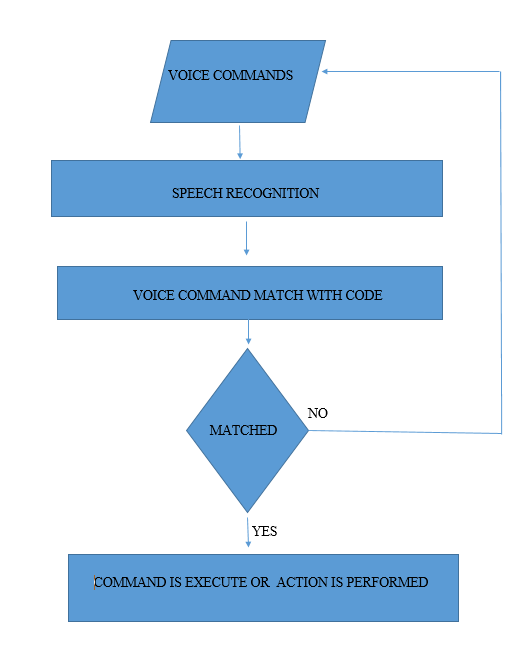 VOICE COMMANDS
SPEECH RECOGNITION
VOICE COMMAND MATCH WITH CODE
NO
MATCHED
YES
COMMAND IS EXECUTE OR ACTION IS PERFORMED